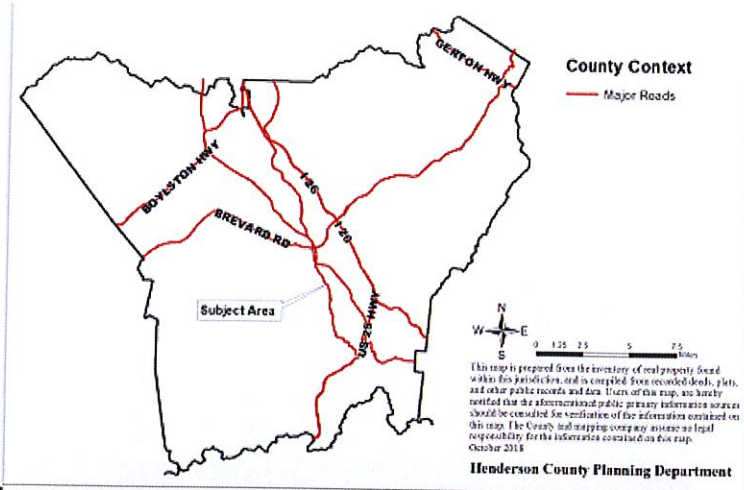 GERTON HWY
County Context
Major Roads
BOYLSTON HWY
I-26
I-26
BREVARD RD
Subject Area
US-25 HWY
N
W E
S
0 1.25 2.5 5 7.5
Miles
This map is prepared from the inventory of real property found
within this jurisdiction, and is compiled from recorded deeds, plats,
and other public records and data. Users of this map, are hereby
notified that the aforementioned public primary information sources
should be consulted for verification of the information contained on
this map. The County and mapping company assume no legal
responsibility for the information contained on this map.
October 2018
Henderson County Planning Department